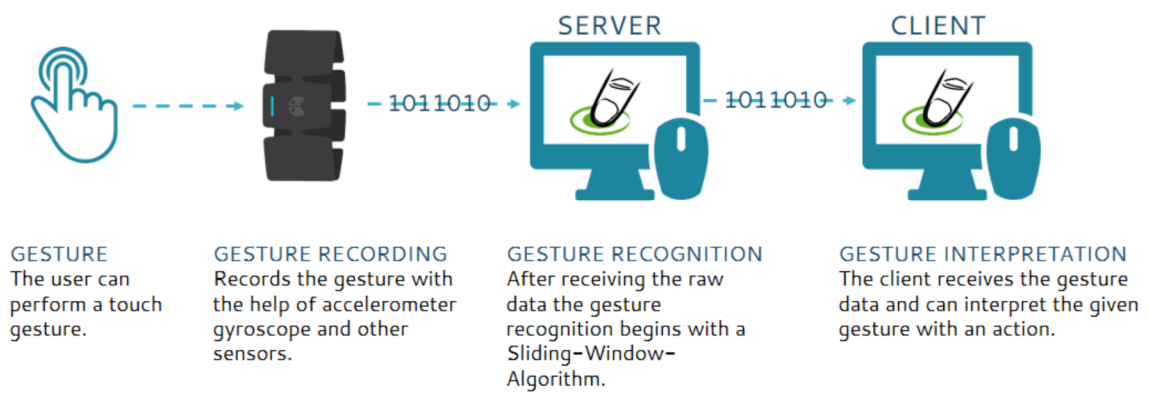 SERVER
CLIENT
1011010
1011010
GESTURE
The user can
perform a touch
gesture.
GESTURE RECORDING
Records the gesture with
the help of accelerometer
gyroscope and other
sensors.
GESTURE RECOGNITION
After receiving the raw
data the gesture
recognition begins with a
Sliding-Window-
Algorithm.
GESTURE INTERPRETATION
The client receives the gesture
data and can interpret the given
gesture with an action.